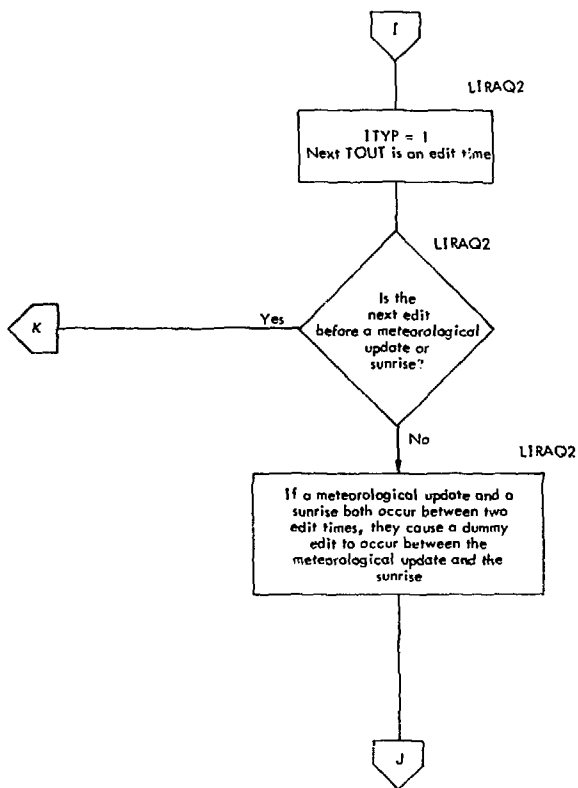 I
LIRAQ2
ITYP = 1
Next TOUT is an edit time
LIRAQ2
Is the
next edit
before a meteorological
update or
sunrise?
Yes
K
No
LIRAQ2
If a meteorological update and a
sunrise both occur between two
edit times, they cause a dummy
edit to occur between the
meteorological update and the
sunrise
J